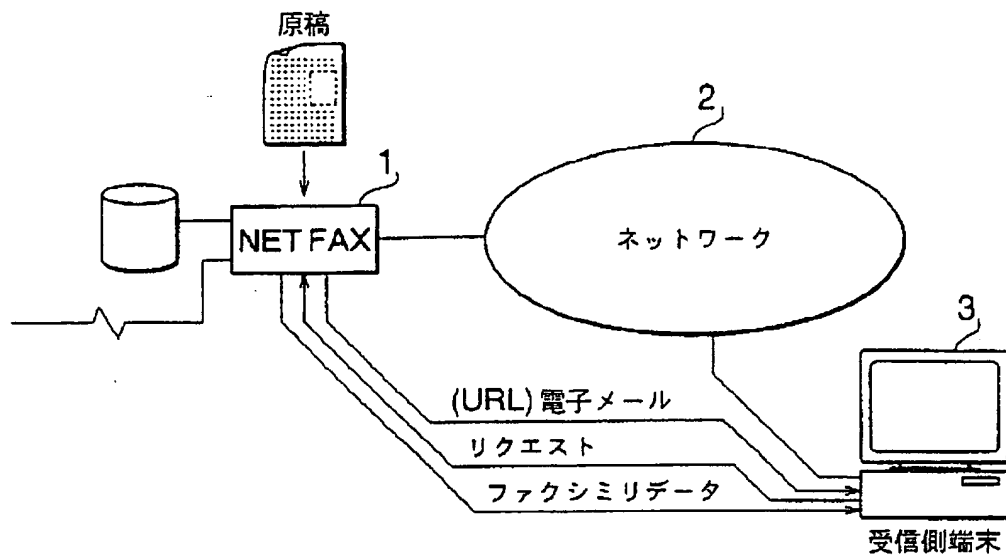 原稿
1
2
NET FAX
ネットワーク
3
(URL)電子メール
リクエスト
ファクシミリデータ
受信側端末